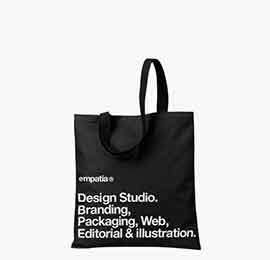 empatia®
Design Studio.
Branding,
Packaging, Web,
Editorial & illustration.